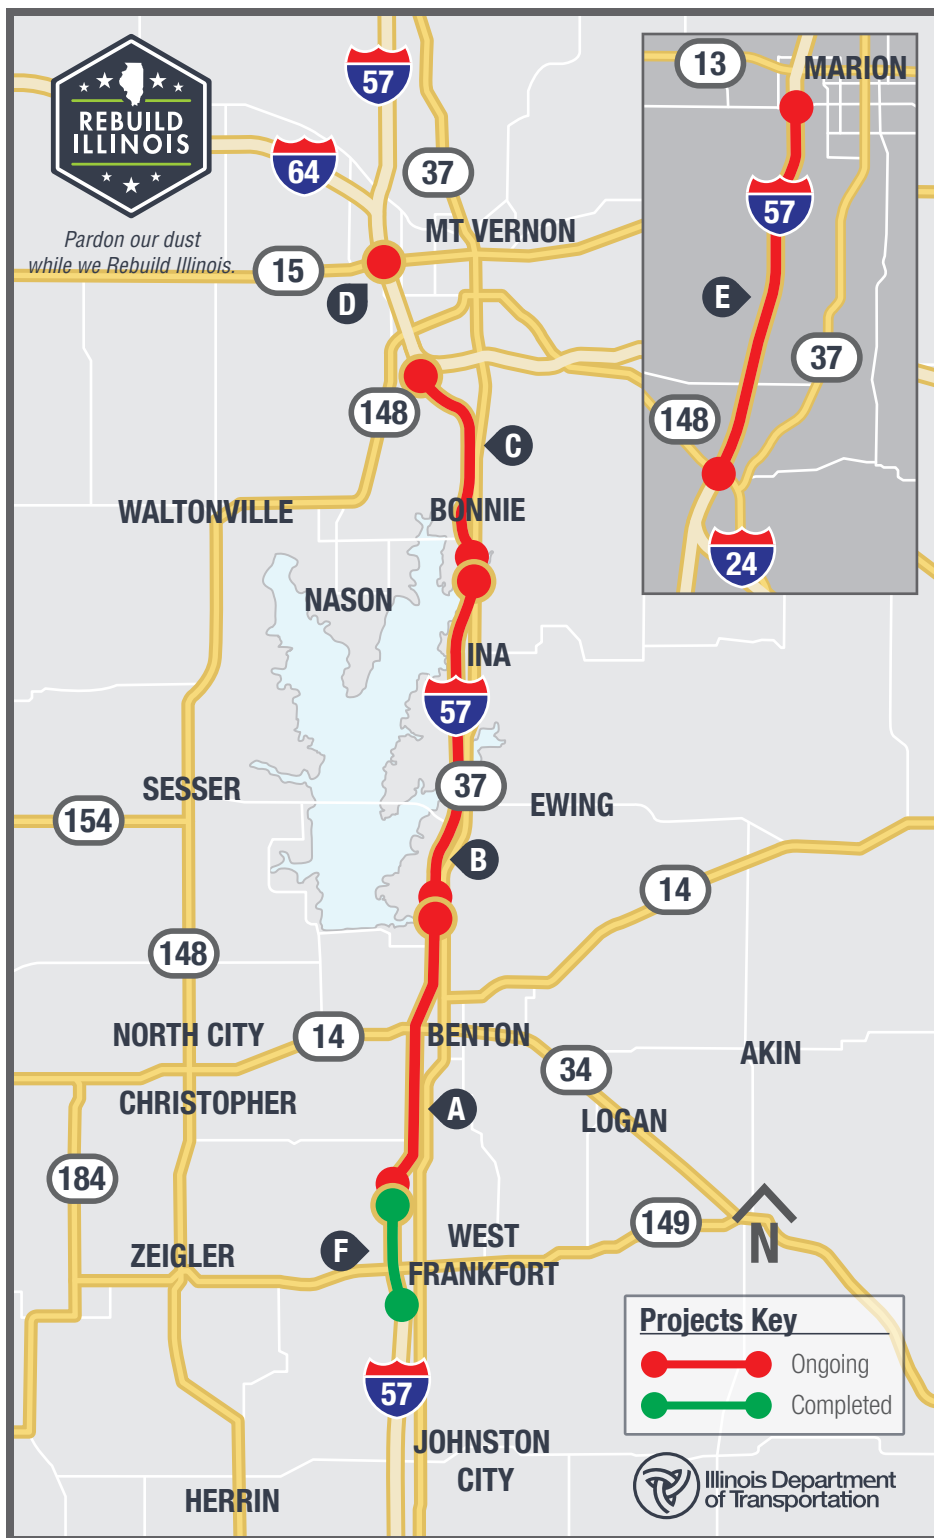 REBUILD
ILLINOIS
Pardon our dust
while we Rebuild Illinois.
57
64
37
MT VERNON
15
D
148
C
WALTONVILLE
BONNIE
NASON
INA
57
37
SESSER
154
EWING
B
14
148
NORTH CITY
14
BENTON
34
AKIN
CHRISTOPHER
A
LOGAN
184
149
N
WEST
FRANKFORT
ZEIGLER
F
57
JOHNSTON
CITY
HERRIN
13
MARION
57
E
37
148
24
Projects Key
Ongoing
Completed
Illinois Department
of Transportation